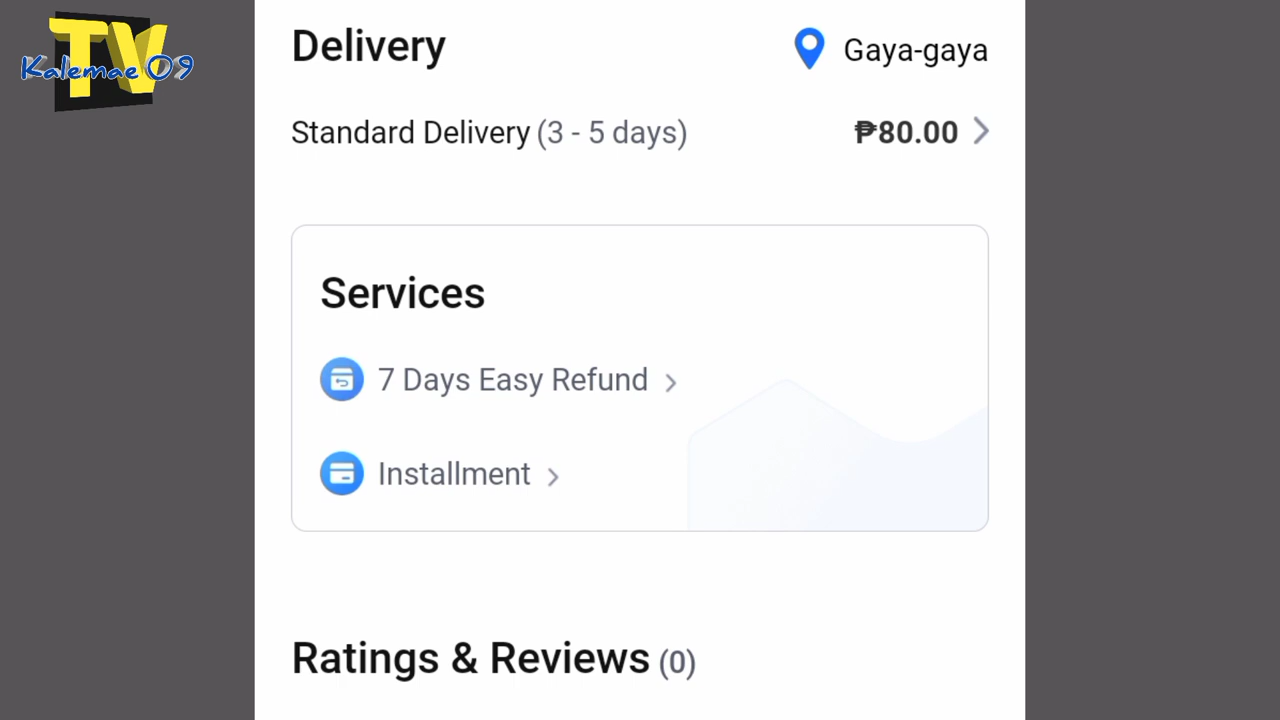 TV
Kalemae 09
Delivery
Gaya-gaya
Standard Delivery (3 - 5 days)
₱80.00
Services
7 Days Easy Refund
Installment
Ratings & Reviews (0)